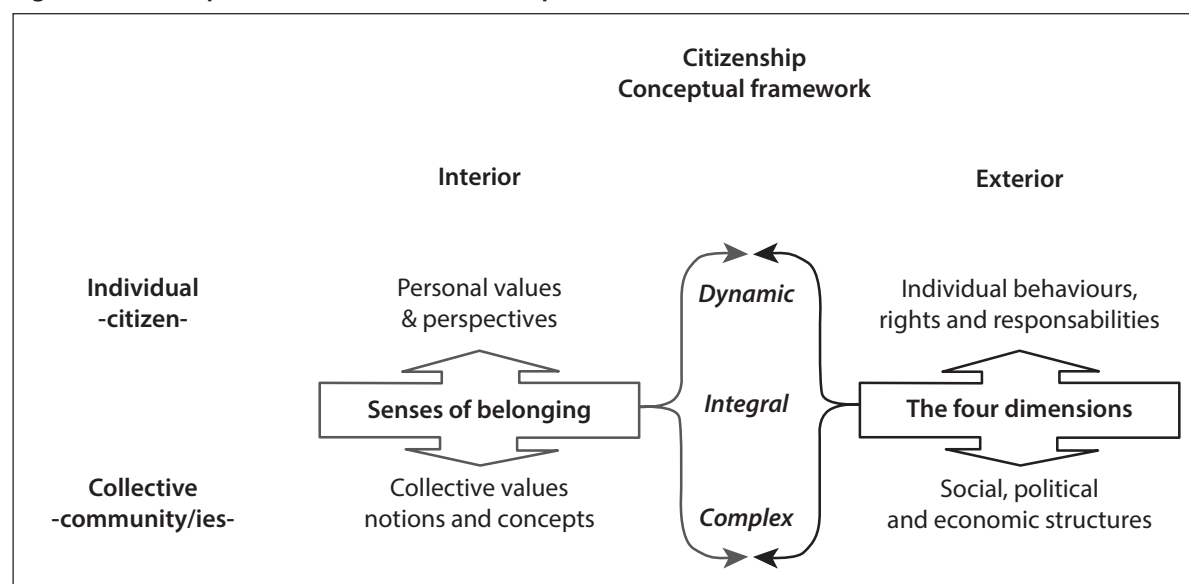 Citizenship
Conceptual framework
Interior
Exterior
Individual
-citizen-
Personal values
& perspectives
Dynamic
Individual behaviours,
rights and responsabilities
Senses of belonging
Integral
The four dimensions
Collective
-community/ies-
Collective values
notions and concepts
Complex
Social, political
and economic structures